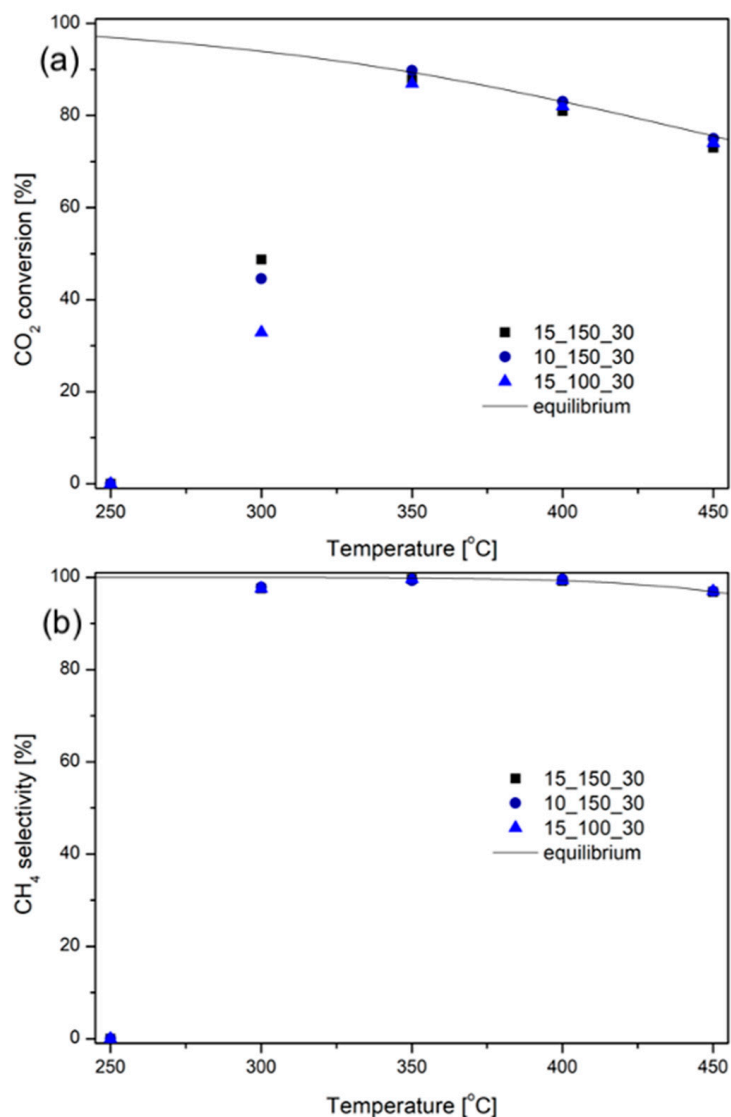 (a)
CO₂ conversion [%]
100
80
60
40
20
0
15_150_30
10_150_30
15_100_30
equilibrium
250 300 350 400 450
Temperature [°C]
(b)
CH₄ selectivity [%]
100
80
60
40
20
0
15_150_30
10_150_30
15_100_30
equilibrium
250 300 350 400 450
Temperature [°C]